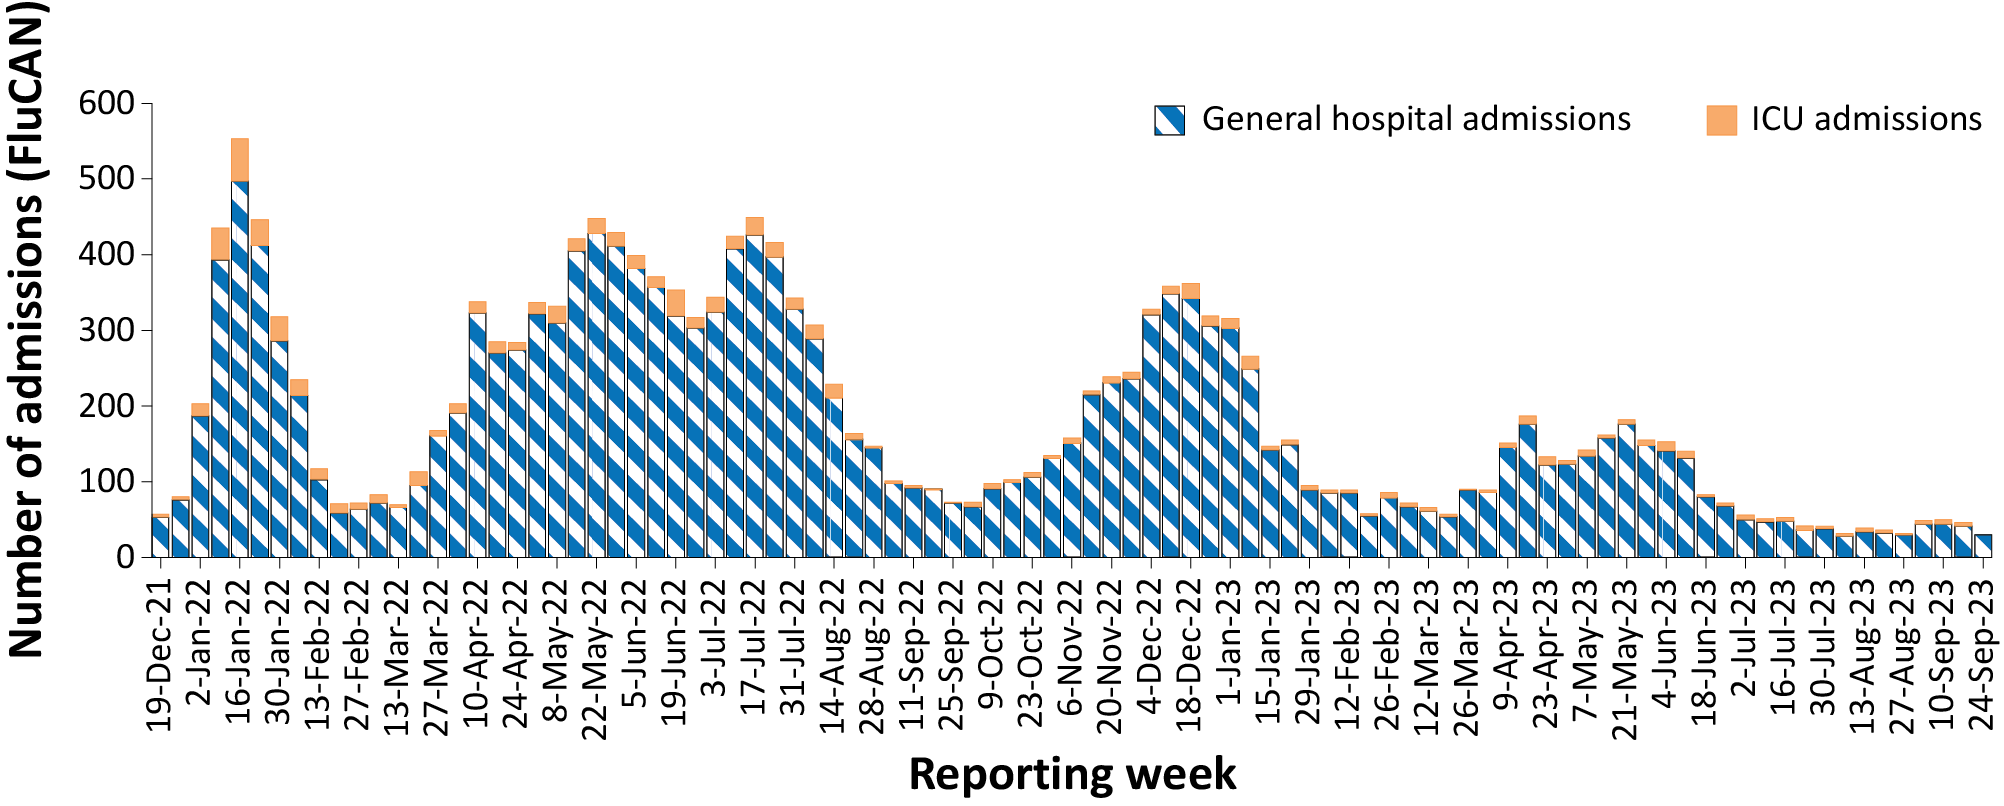 Number of admissions (FluCAN)
600
500
400
300
200
100
0
General hospital admissions
ICU admissions
19-Dec-21
2-Jan-22
16-Jan-22
30-Jan-22
13-Feb-22
27-Feb-22
13-Mar-22
27-Mar-22
10-Apr-22
24-Apr-22
8-May-22
22-May-22
5-Jun-22
19-Jun-22
3-Jul-22
17-Jul-22
31-Jul-22
14-Aug-22
28-Aug-22
11-Sep-22
25-Sep-22
9-Oct-22
23-Oct-22
6-Nov-22
20-Nov-22
4-Dec-22
18-Dec-22
1-Jan-23
15-Jan-23
29-Jan-23
12-Feb-23
26-Feb-23
12-Mar-23
26-Mar-23
9-Apr-23
23-Apr-23
7-May-23
21-May-23
4-Jun-23
18-Jun-23
2-Jul-23
16-Jul-23
30-Jul-23
13-Aug-23
27-Aug-23
10-Sep-23
24-Sep-23
Reporting week